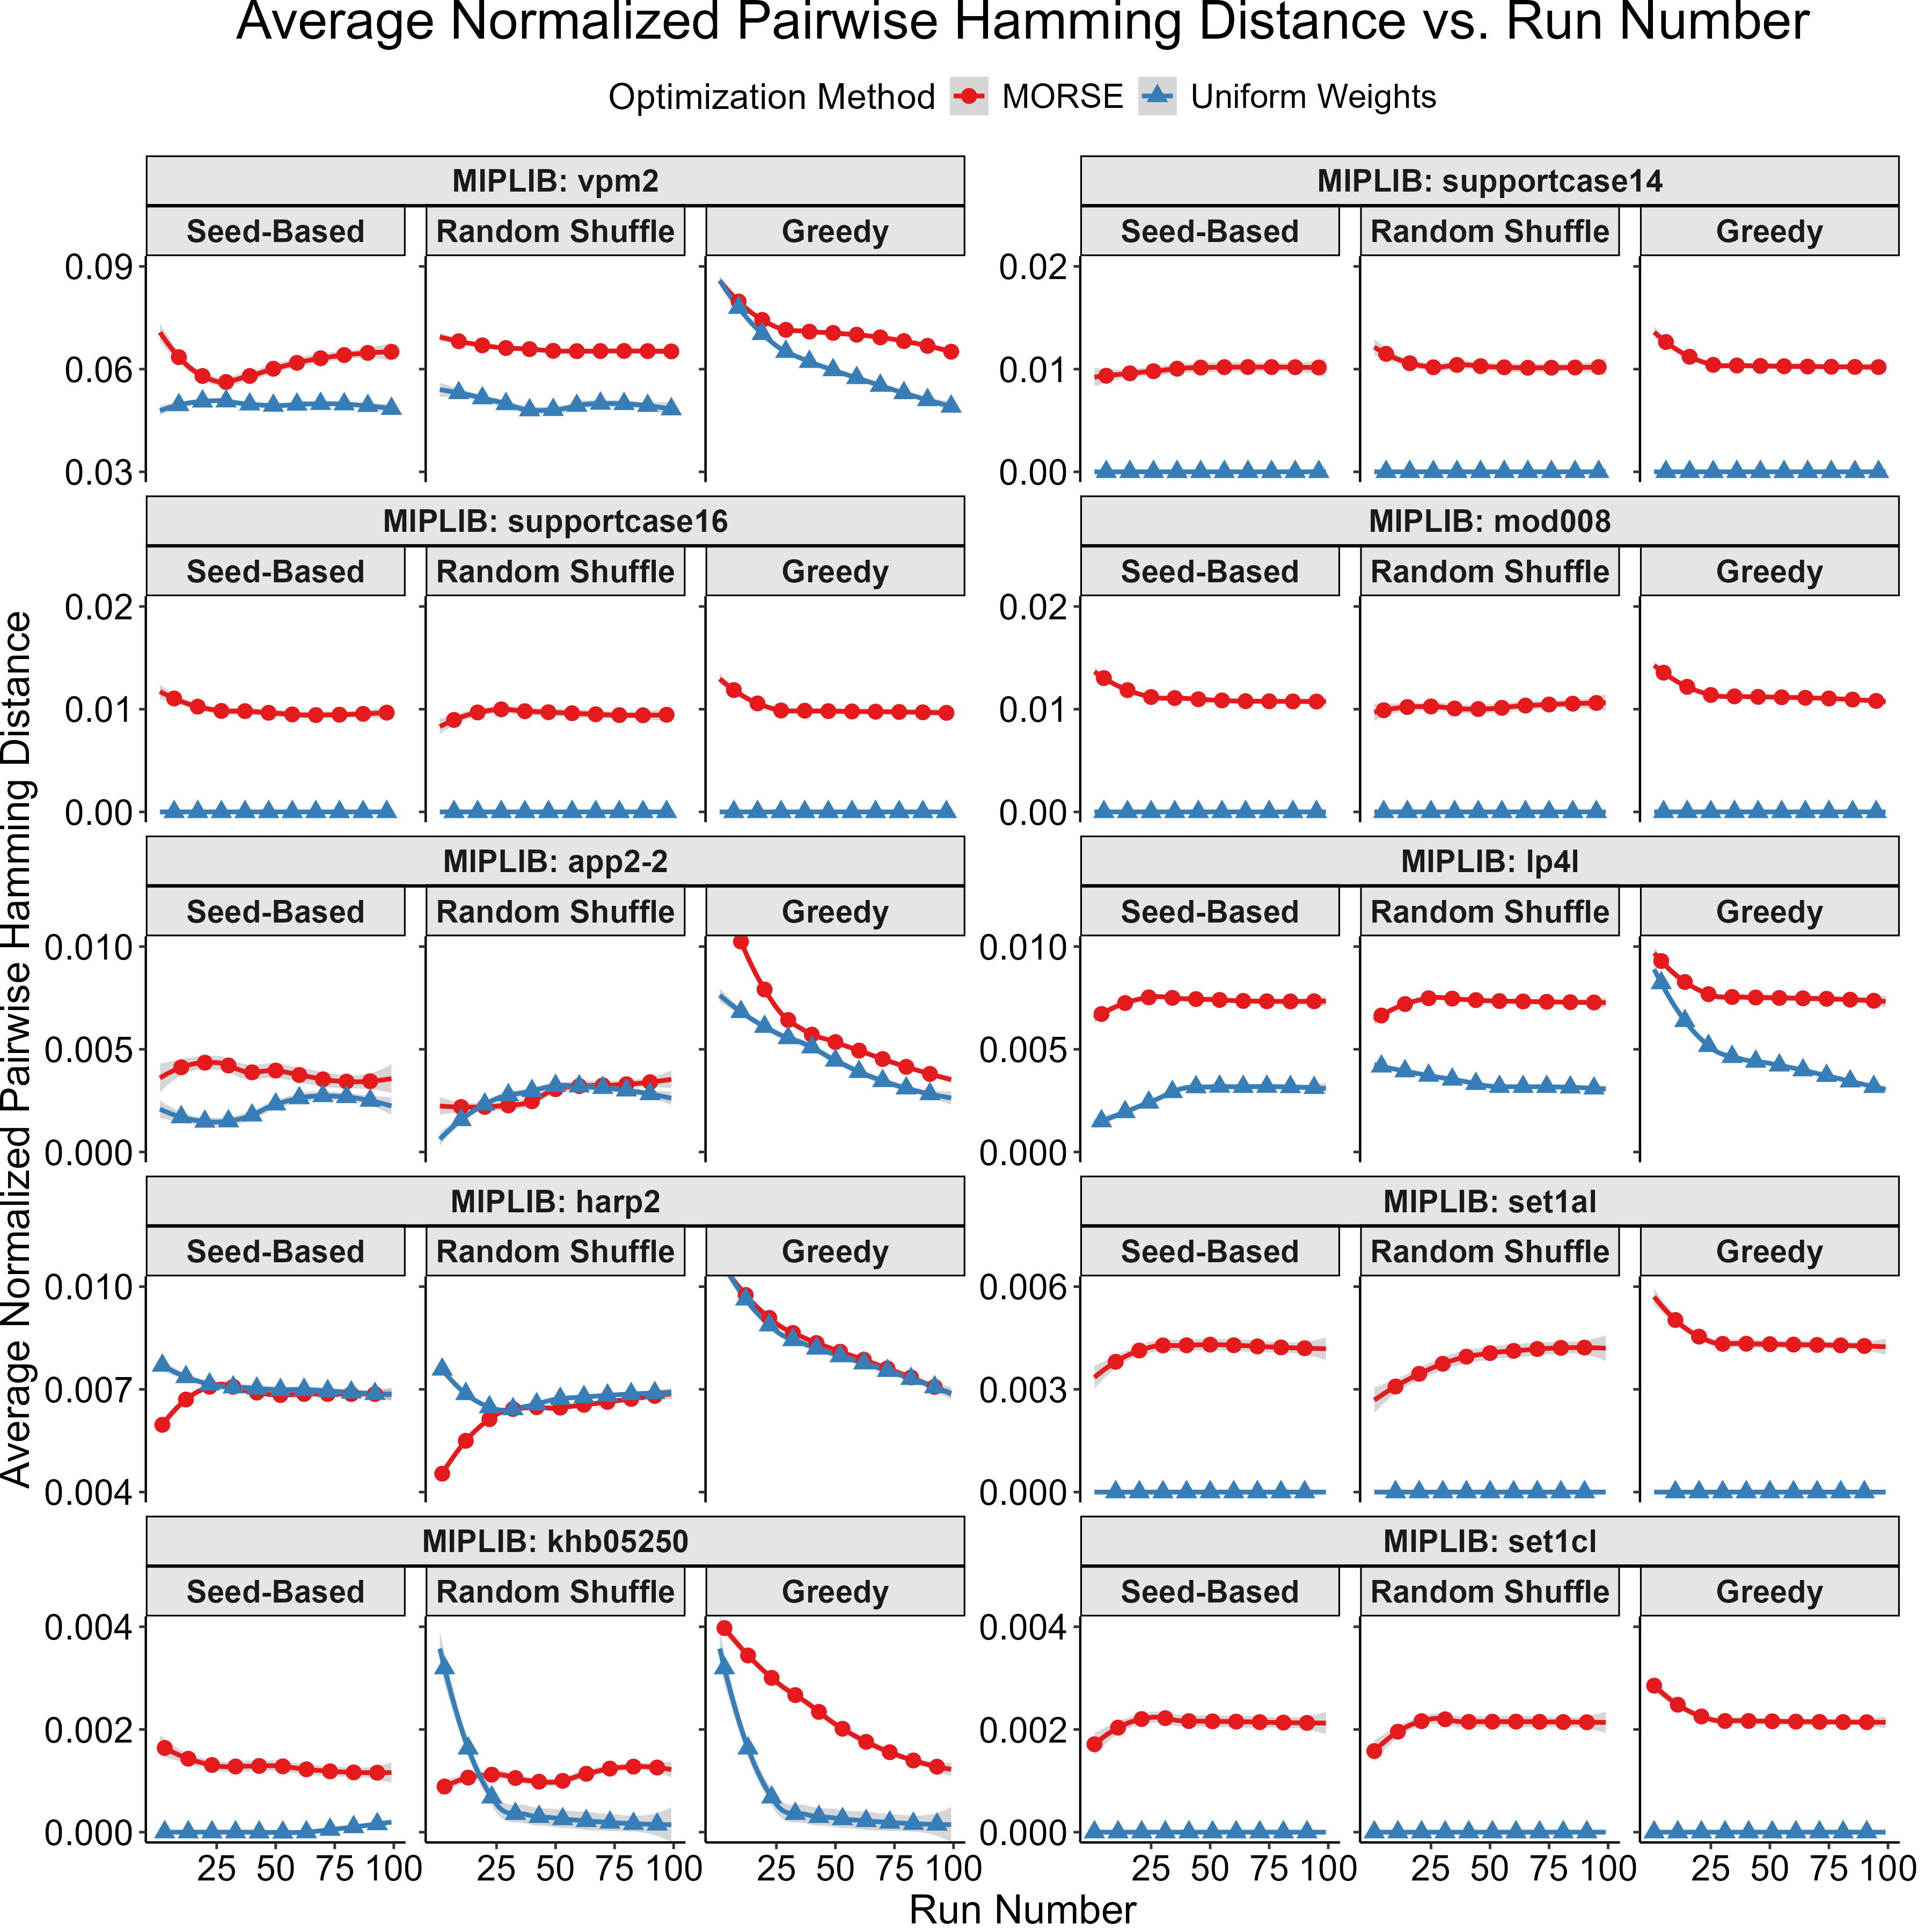 Average Normalized Pairwise Hamming Distance vs. Run Number
Optimization Method MORSE Uniform Weights
Average Normalized Pairwise Hamming Distance
MIPLIB: vpm2
Seed-Based Random Shuffle Greedy
0.09
0.06
0.03
MIPLIB: supportcase14
Seed-Based Random Shuffle Greedy
0.02
0.01
0.00
MIPLIB: supportcase16
Seed-Based Random Shuffle Greedy
0.02
0.01
0.00
MIPLIB: mod008
Seed-Based Random Shuffle Greedy
0.02
0.01
0.00
MIPLIB: app2-2
Seed-Based Random Shuffle Greedy
0.010
0.005
0.000
MIPLIB: lp4l
Seed-Based Random Shuffle Greedy
0.010
0.005
0.000
MIPLIB: harp2
Seed-Based Random Shuffle Greedy
0.010
0.007
0.004
MIPLIB: set1al
Seed-Based Random Shuffle Greedy
0.006
0.003
0.000
MIPLIB: khb05250
Seed-Based Random Shuffle Greedy
0.004
0.002
0.000
25 50 75 100 25 50 75 100 25 50 75 100
MIPLIB: set1cl
Seed-Based Random Shuffle Greedy
0.004
0.002
0.000
25 50 75 100 25 50 75 100 25 50 75 100
Run Number